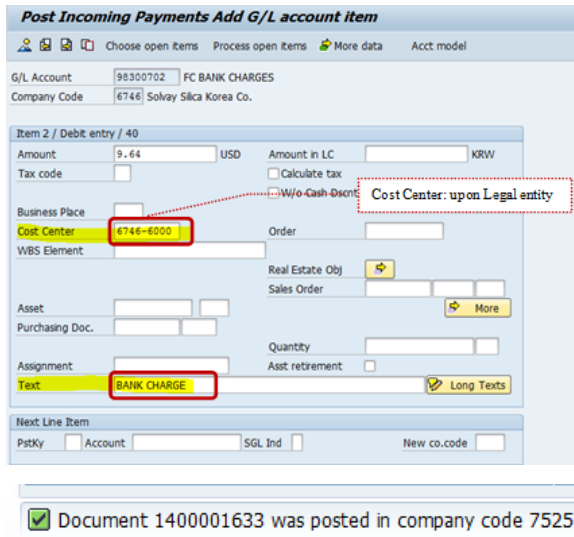 Post Incoming Payments Add G/L account item
Choose open items Process open items More data Acct model
G/L Account 98300702 FC BANK CHARGES
Company Code 6746 Solvay Silica Korea Co.
Item 2 / Debit entry / 40
Amount 9.64 USD Amount in LC KRW
Tax code Calculate tax
W/o Cash Dscnt
Cost Center: upon Legal entity
Business Place
Cost Center 6746-6000 Order
WBS Element
Real Estate Obj
Sales Order
Asset More
Purchasing Doc.
Quantity
Assignment Asst retirement
Text BANK CHARGE Long Texts
Next Line Item
PstKy Account SGL Ind New co.code
Document 1400001633 was posted in company code 7525